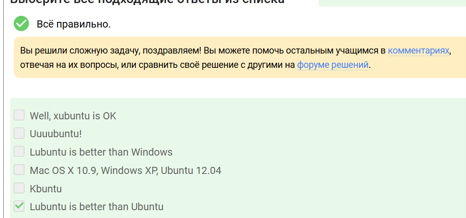 Выберите все подходящие ответы из списка
Всё правильно.
Вы решили сложную задачу, поздравляем! Вы можете помочь остальным учащимся в комментариях,
отвечая на их вопросы, или сравнить своё решение с другими на форуме решений.
Well, xubuntu is OK
Uuuubuntu!
Lubuntu is better than Windows
Mac OS X 10.9, Windows XP, Ubuntu 12.04
Kbuntu
Lubuntu is better than Ubuntu